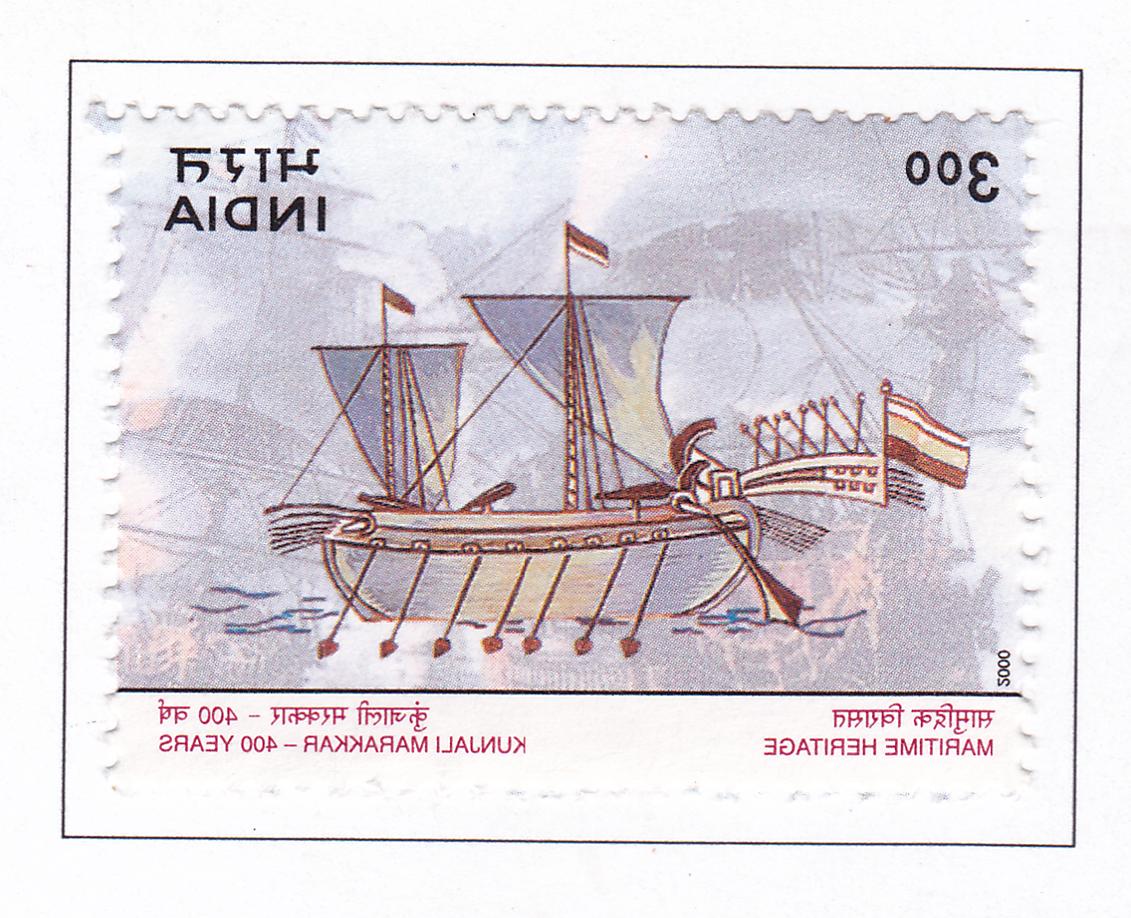 भारत
INDIA
300
2000
सामुद्रिक विरासत
MARITIME HERITAGE
कुंजाली मरक्कार – 400 वर्ष
KUNJALI MARAKKAR – 400 YEARS